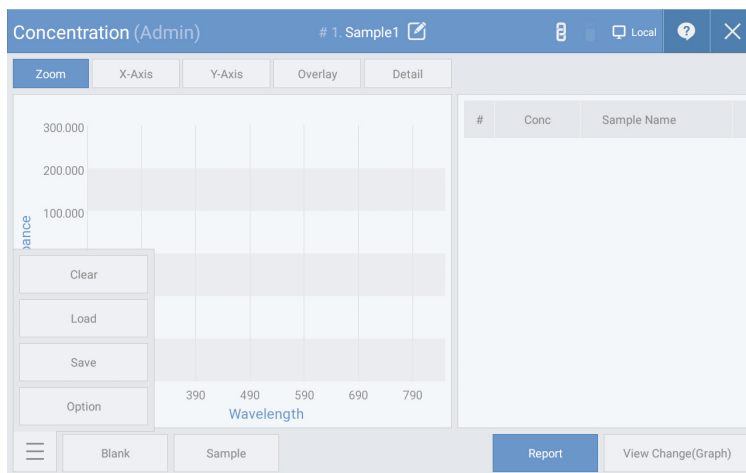 Concentration (Admin) # 1. Sample1 Local ?
Zoom X-Axis Y-Axis Overlay Detail
# Conc Sample Name
300.000
200.000
100.000
Clear
Load
Save
Option
390 490 590 690 790
Wavelength
Blank Sample Report View Change(Graph)